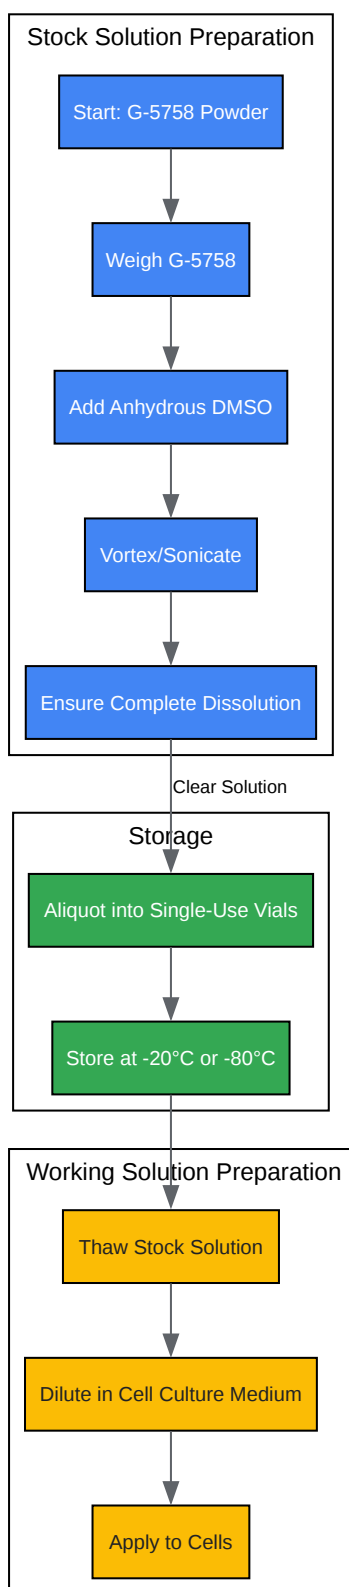 Stock Solution Preparation
Start: G-5758 Powder
Weigh G-5758
Add Anhydrous DMSO
Vortex/Sonicate
Ensure Complete Dissolution
Clear Solution
Storage
Aliquot into Single-Use Vials
Store at -20°C or -80°C
Working Solution Preparation
Thaw Stock Solution
Dilute in Cell Culture Medium
Apply to Cells